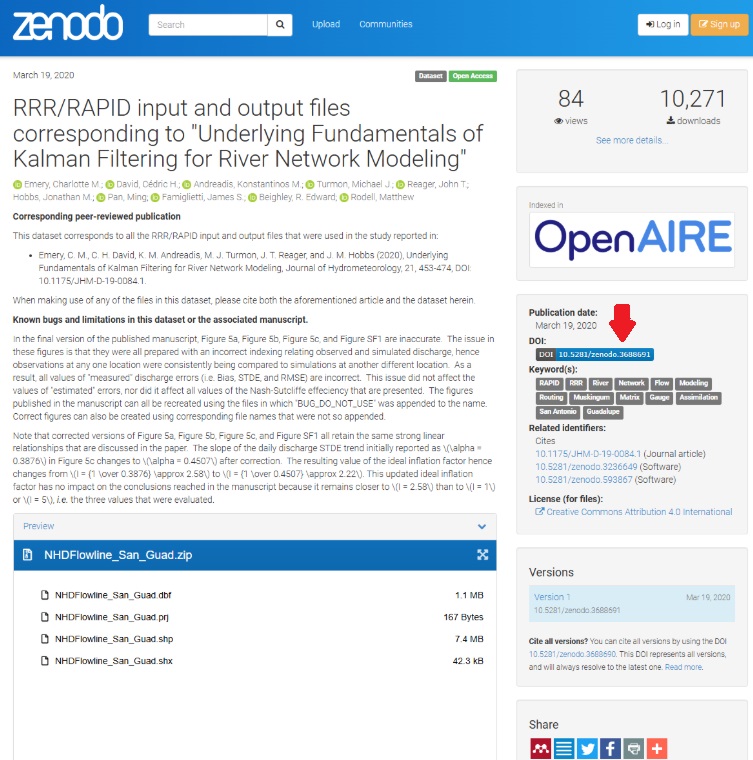 zenodo
Search
Upload
Communities
Log in
Sign up
March 19, 2020
Dataset
Open Access
RRR/RAPID input and output files
corresponding to "Underlying Fundamentals of
Kalman Filtering for River Network Modeling"
Emery, Charlotte M.; David, Cédric H.; Andreadis, Konstantinos M.; Turmon, Michael J.; Reager, John T.;
Hobbs, Jonathan M.; Pan, Ming; Famiglietti, James S.; Beighley, R. Edward; Rodell, Matthew
Corresponding peer-reviewed publication
This dataset corresponds to all the RRR/RAPID input and output files that were used in the study reported in:
Emery, C. M., C. H. David, K. M. Andreadis, M. J. Turmon, J. T. Reager, and J. M. Hobbs (2020), Underlying
Fundamentals of Kalman Filtering for River Network Modeling, Journal of Hydrometeorology, 21, 453-474, DOI:
10.1175/JHM-D-19-0084.1.
When making use of any of the files in this dataset, please cite both the aforementioned article and the dataset herein.
Known bugs and limitations in this dataset or the associated manuscript.
In the final version of the published manuscript, Figure 5a, Figure 5b, Figure 5c, and Figure SF1 are inaccurate. The issue in
these figures is that they were all prepared with an incorrect indexing relating observed and simulated discharge, hence
observations at any one location were consistently being compared to simulations at another different location. As a
result, all values of "measured" discharge errors (i.e. Bias, STDE, and RMSE) are incorrect. This issue did not affect the
values of "estimated" errors, nor did it affect all values of the Nash-Sutcliffe effeciency that are presented. The figures
published in the manuscript can all be recreated using the files in which 'BUG_DO_NOT_USE' was appended to the name.
Correct figures can also be created using corresponding file names that were not so appended.
Note that corrected versions of Figure 5a, Figure 5b, Figure 5c, and Figure SF1 all retain the same strong linear
relationships that are discussed in the paper. The slope of the daily discharge STDE trend initially reported as \(\alpha =
0.3876\) in Figure 5c changes to \(\alpha = 0.4507\) after correction. The resulting value of the ideal inflation factor hence
changes from \(I = {1 \over 0.3876} \approx 2.58\) to \(I = {1 \over 0.4507} \approx 2.22\). This updated ideal inflation
factor has no impact on the conclusions reached in the manuscript because it remains closer to \(I = 2.58\) than to \(I = 1\)
or \(I = 5\), i.e. the three values that were evaluated.
Preview
NHDFlowline_San_Guad.zip
NHDFlowline_San_Guad.dbf 1.1 MB
NHDFlowline_San_Guad.prj 167 Bytes
NHDFlowline_San_Guad.shp 7.4 MB
NHDFlowline_San_Guad.shx 42.3 kB
84 10,271
views downloads
See more details...
Indexed in
OpenAIRE
Publication date:
March 19, 2020
DOI:
DOI 10.5281/zenodo.3688691
Keyword(s):
RAPID RRR River Network Flow Modeling
Routing Muskingum Matrix Gauge Assimilation
San Antonio Guadalupe
Related identifiers:
Cites
10.1175/JHM-D-19-0084.1 (Journal article)
10.5281/zenodo.3236649 (Software)
10.5281/zenodo.593867 (Software)
License (for files):
Creative Commons Attribution 4.0 International
Versions
Version 1 Mar 19, 2020
10.5281/zenodo.3688691
Cite all versions? You can cite all versions by using the DOI
10.5281/zenodo.3688690. This DOI represents all versions,
and will always resolve to the latest one. Read more.
Share